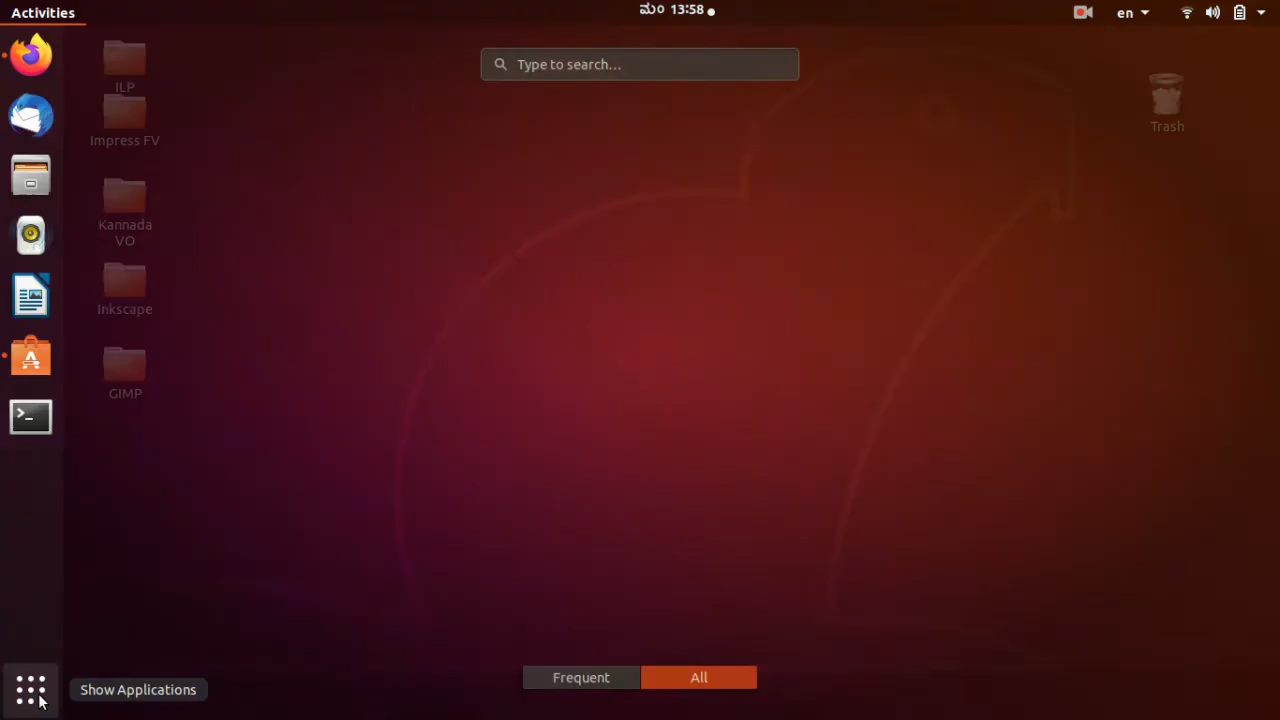 Activities
ಮಂ 13:58
en
Type to search...
ILP
Impress FV
Kannada
VO
Inkscape
GIMP
Trash
Frequent
All
Show Applications